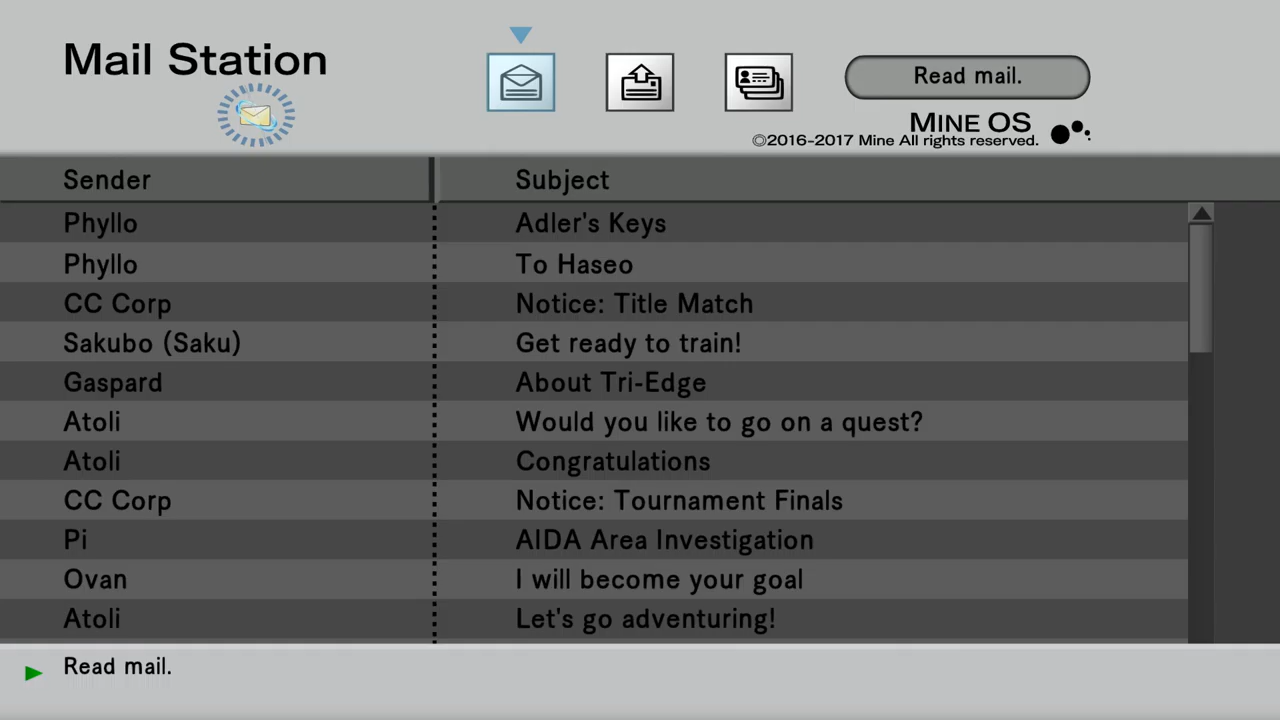 Mail Station
Read mail.
MINE OS
©2016-2017 Mine All rights reserved.
Sender Subject
Phyllo Adler's Keys
Phyllo To Haseo
CC Corp Notice: Title Match
Sakubo (Saku) Get ready to train!
Gaspard About Tri-Edge
Atoli Would you like to go on a quest?
Atoli Congratulations
CC Corp Notice: Tournament Finals
Pi AIDA Area Investigation
Ovan I will become your goal
Atoli Let's go adventuring!
Read mail.